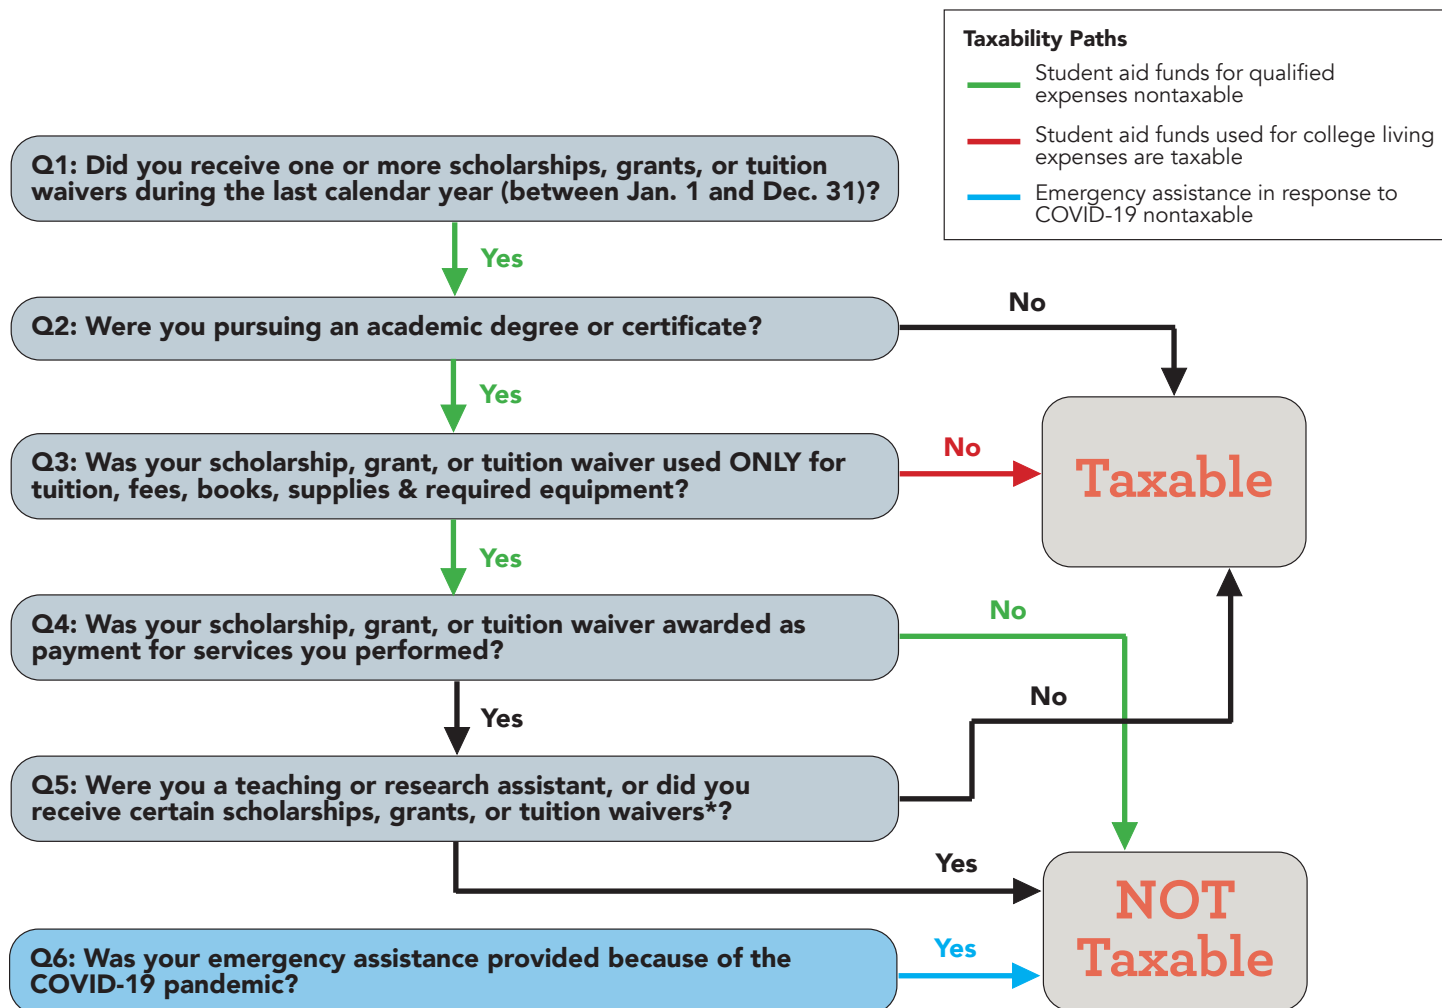 Taxability Paths
Student aid funds for qualified
expenses nontaxable
Student aid funds used for college living
expenses are taxable
Emergency assistance in response to
COVID-19 nontaxable
Q1: Did you receive one or more scholarships, grants, or tuition
waivers during the last calendar year (between Jan. 1 and Dec. 31)?
Yes
Q2: Were you pursuing an academic degree or certificate?
No
Yes
Q3: Was your scholarship, grant, or tuition waiver used ONLY for
tuition, fees, books, supplies & required equipment?
No
Taxable
Yes
Q4: Was your scholarship, grant, or tuition waiver awarded as
payment for services you performed?
No
Yes
No
Q5: Were you a teaching or research assistant, or did you
receive certain scholarships, grants, or tuition waivers*?
Yes
NOT
Taxable
Q6: Was your emergency assistance provided because of the
COVID-19 pandemic?
Yes